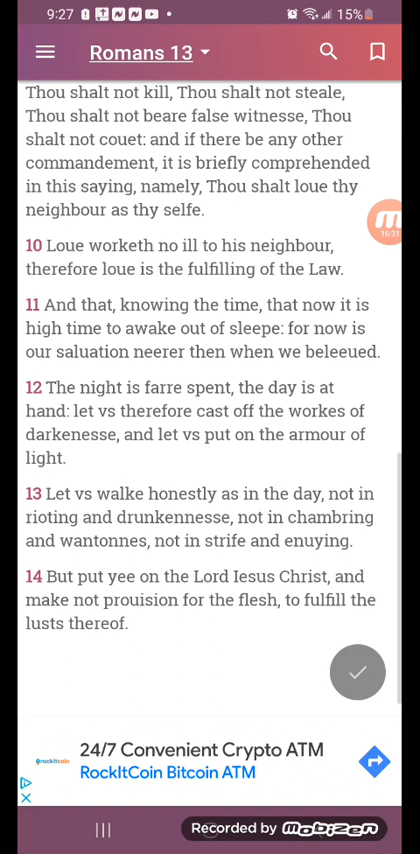 9:27 15%
Romans 13
Thou shalt not kill, Thou shalt not steale,
Thou shalt not beare false witnesse, Thou
shalt not couet: and if there be any other
commandement, it is briefly comprehended
in this saying, namely, Thou shalt loue thy
neighbour as thy selfe.
10 Loue worketh no ill to his neighbour,
therefore loue is the fulfilling of the Law.
16:31
11 And that, knowing the time, that now it is
high time to awake out of sleepe: for now is
our saluation neerer then when we beleeued.
12 The night is farre spent, the day is at
hand: let vs therefore cast off the workes of
darkenesse, and let vs put on the armour of
light.
13 Let vs walke honestly as in the day, not in
rioting and drunkennesse, not in chambring
and wantonnes, not in strife and enuying.
14 But put yee on the Lord Iesus Christ, and
make not prouision for the flesh, to fulfill the
lusts thereof.
rockitcoin
24/7 Convenient Crypto ATM
RockItCoin Bitcoin ATM
Recorded by mobizen